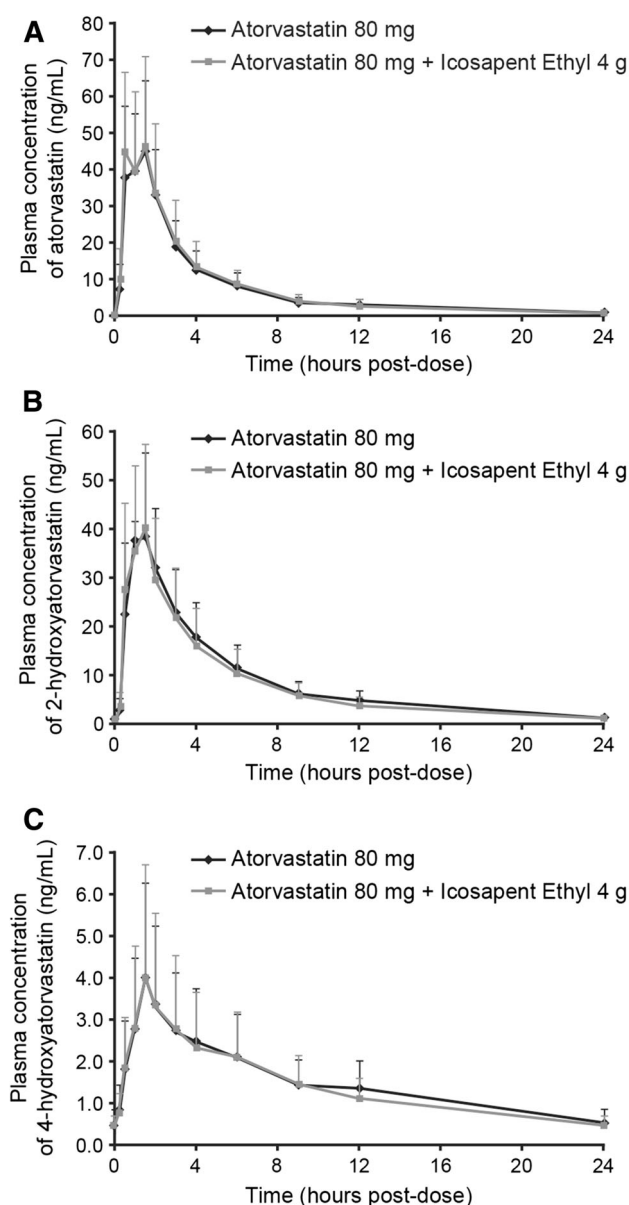 A
Plasma concentration
of atorvastatin (ng/mL)
80
70
60
50
40
30
20
10
0
Atorvastatin 80 mg
Atorvastatin 80 mg + Icosapent Ethyl 4 g
0 4 8 12 16 20 24
Time (hours post-dose)
B
Plasma concentration
of 2-hydroxyatorvastatin (ng/mL)
60
50
40
30
20
10
0
Atorvastatin 80 mg
Atorvastatin 80 mg + Icosapent Ethyl 4 g
0 4 8 12 16 20 24
Time (hours post-dose)
C
Plasma concentration
of 4-hydroxyatorvastatin (ng/mL)
7.0
6.0
5.0
4.0
3.0
2.0
1.0
0.0
Atorvastatin 80 mg
Atorvastatin 80 mg + Icosapent Ethyl 4 g
0 4 8 12 16 20 24
Time (hours post-dose)